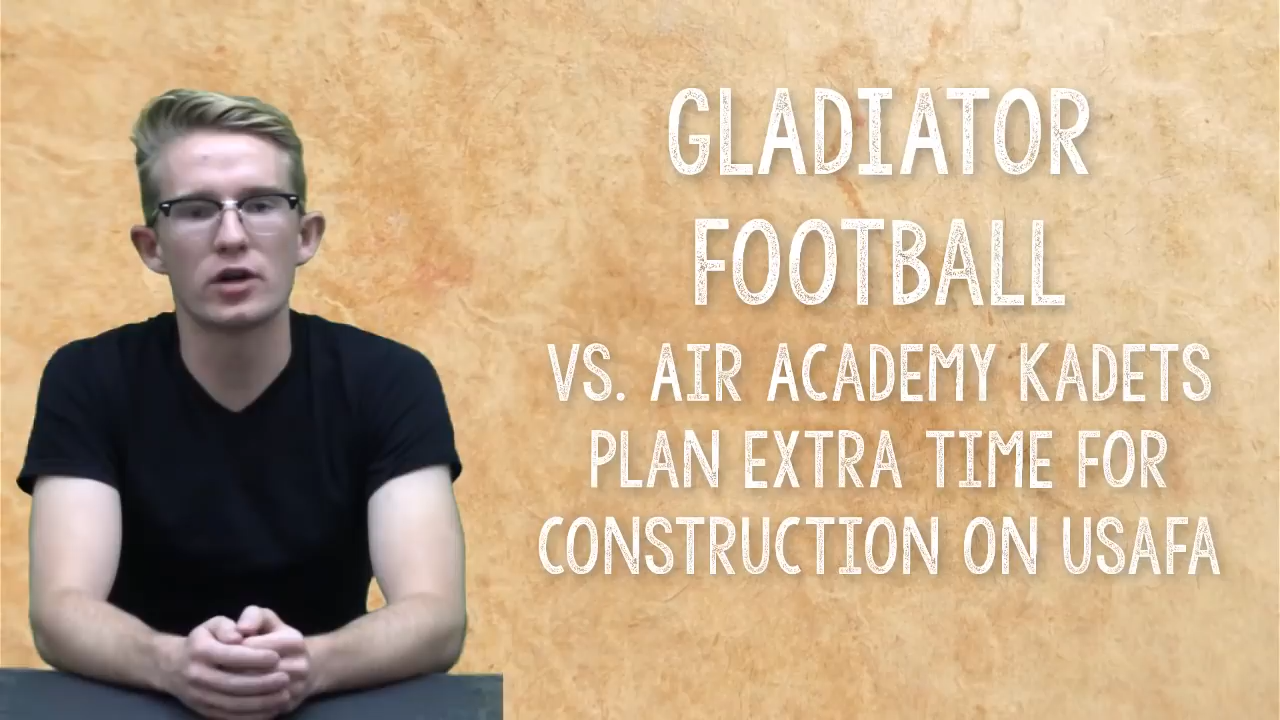 GLADIATOR
FOOTBALL
VS. AIR ACADEMY KADETS
PLAN EXTRA TIME FOR
CONSTRUCTION ON USAFA